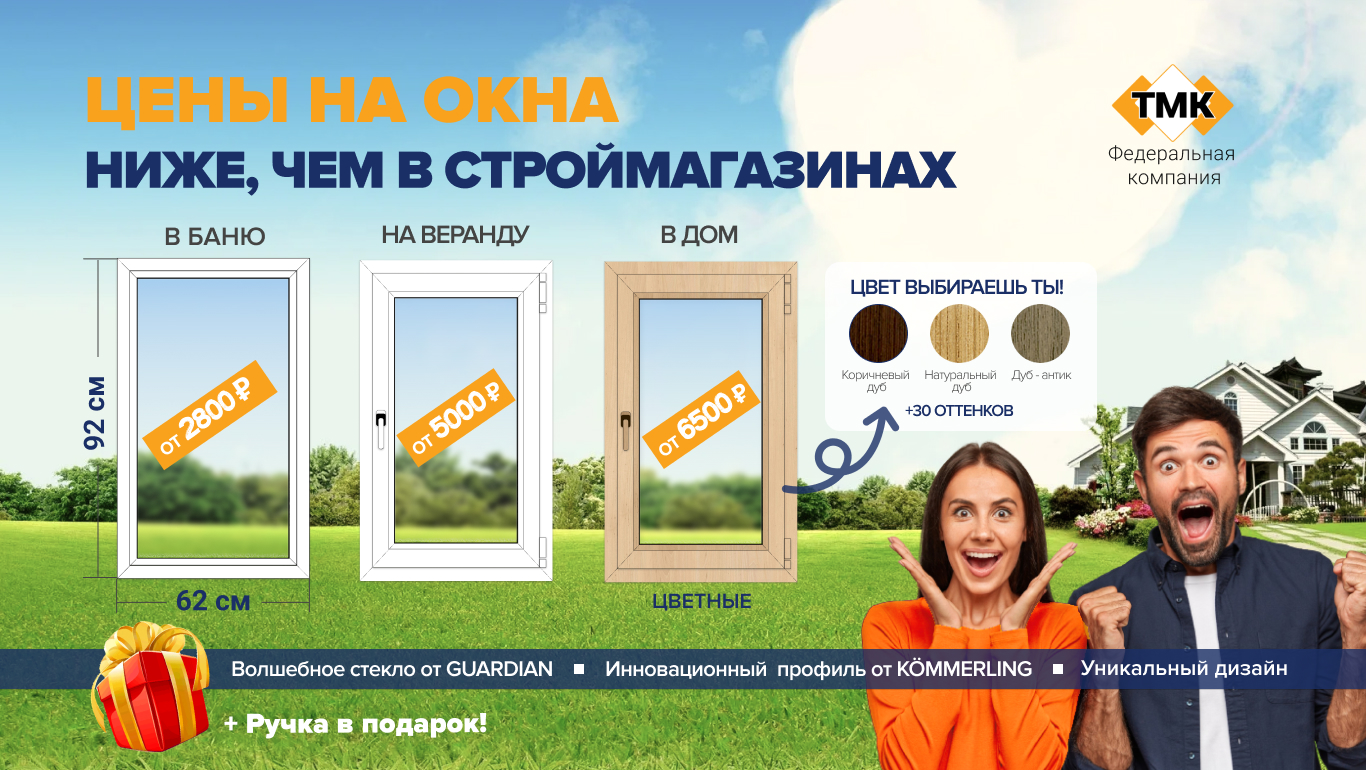 ЦЕНЫ НА ОКНА
НИЖЕ, ЧЕМ В СТРОЙМАГАЗИНАХ
ТМК
Федеральная
компания
В БАНЮ
НА ВЕРАНДУ
В ДОМ
92 см
62 см
от 2800 ₽
от 5000 ₽
от 6500 ₽
ЦВЕТНЫЕ
ЦВЕТ ВЫБИРАЕШЬ ТЫ!
Коричневый
дуб
Натуральный
дуб
Дуб - антик
+30 ОТТЕНКОВ
Волшебное стекло от GUARDIAN ▪ Инновационный профиль от KÖMMERLING ▪ Уникальный дизайн
+ Ручка в подарок!